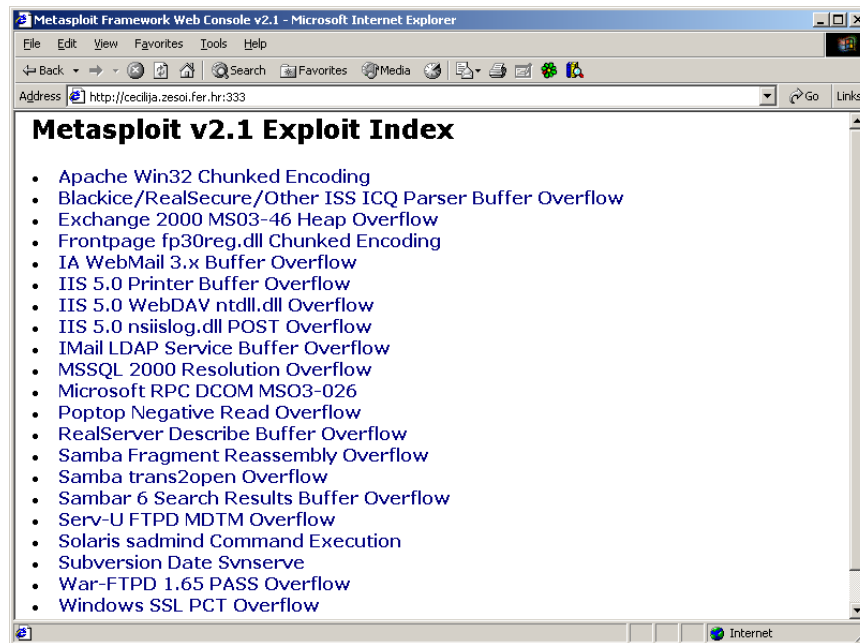 Metasploit Framework Web Console v2.1 - Microsoft Internet Explorer
File Edit View Favorites Tools Help
Back Search Favorites Media
Address http://cecilija.zesoi.fer.hr:333 Go Links
Metasploit v2.1 Exploit Index
Apache Win32 Chunked Encoding
Blackice/RealSecure/Other ISS ICQ Parser Buffer Overflow
Exchange 2000 MS03-46 Heap Overflow
Frontpage fp30reg.dll Chunked Encoding
IA WebMail 3.x Buffer Overflow
IIS 5.0 Printer Buffer Overflow
IIS 5.0 WebDAV ntdll.dll Overflow
IIS 5.0 nsiislog.dll POST Overflow
IMail LDAP Service Buffer Overflow
MSSQL 2000 Resolution Overflow
Microsoft RPC DCOM MSO3-026
Poptop Negative Read Overflow
RealServer Describe Buffer Overflow
Samba Fragment Reassembly Overflow
Samba trans2open Overflow
Sambar 6 Search Results Buffer Overflow
Serv-U FTPD MDTM Overflow
Solaris sadmind Command Execution
Subversion Date Svnserve
War-FTPD 1.65 PASS Overflow
Windows SSL PCT Overflow
Internet